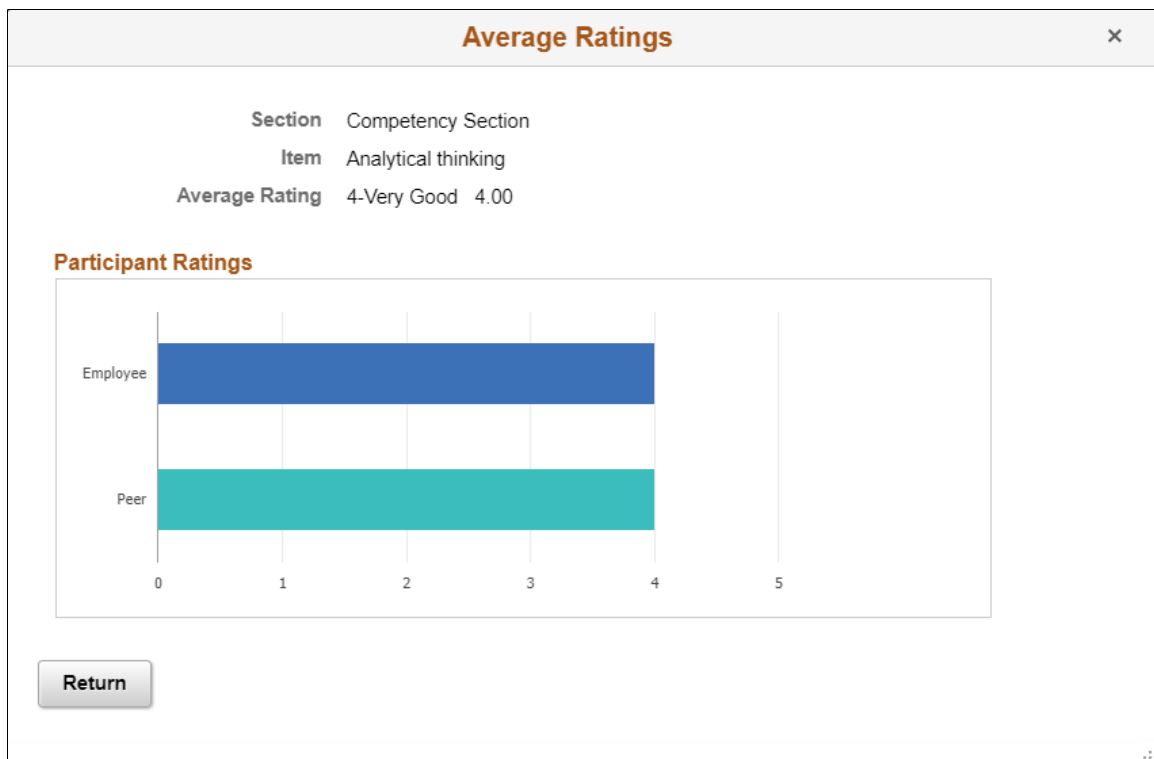 Average Ratings ×
Section Competency Section
Item Analytical thinking
Average Rating 4-Very Good 4.00
Participant Ratings
Employee
Peer
0 1 2 3 4 5
Return